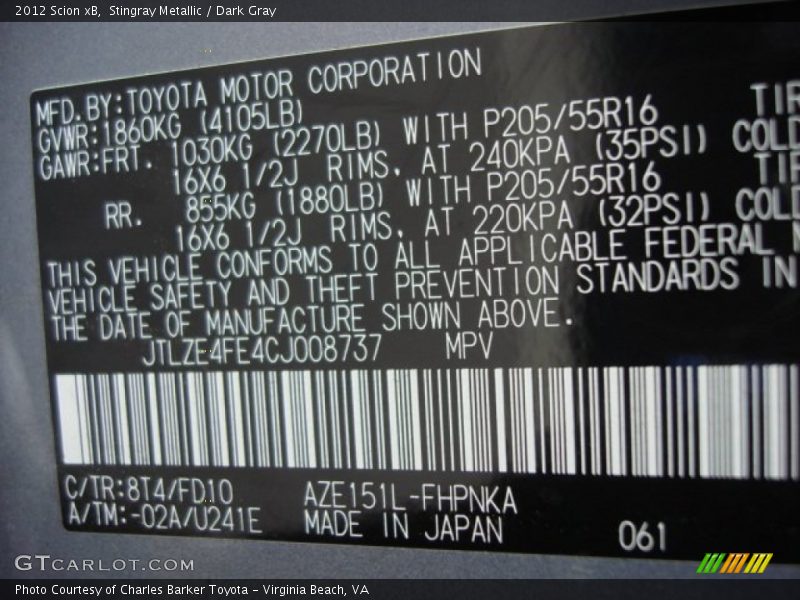 2012 Scion xB,  Stingray Metallic / Dark Gray
MFD.BY:TOYOTA MOTOR CORPORATION
GVWR:1860KG (4105LB)
GAWR:FRT. 1030KG (2270LB) WITH P205/55R16
16X6 1/2J RIMS, AT 240KPA (35PSI) COLD
RR. 855KG (1880LB) WITH P205/55R16
16X6 1/2J RIMS, AT 220KPA (32PSI) COLD
THIS VEHICLE CONFORMS TO ALL APPLICABLE FEDERAL
VEHICLE SAFETY AND THEFT PREVENTION STANDARDS IN
THE DATE OF MANUFACTURE SHOWN ABOVE.
JTLZE4FE4CJ008737 MPV
C/TR:8T4/FD10 AZE151L-FHPNKA
A/TM:-02A/U241E MADE IN JAPAN 061
GTCARLOT.COM
Photo Courtesy of Charles Barker Toyota - Virginia Beach, VA